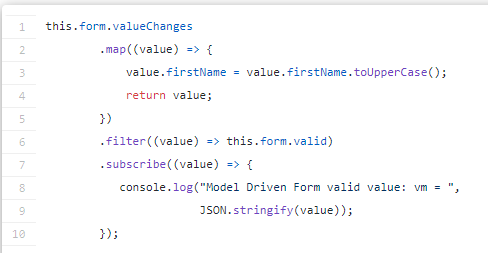 1 this.form.valueChanges
2 .map((value) => {
3 value.firstName = value.firstName.toUpperCase();
4 return value;
5 })
6 .filter((value) => this.form.valid)
7 .subscribe((value) => {
8 console.log("Model Driven Form valid value: vm = ",
9 JSON.stringify(value));
10 });